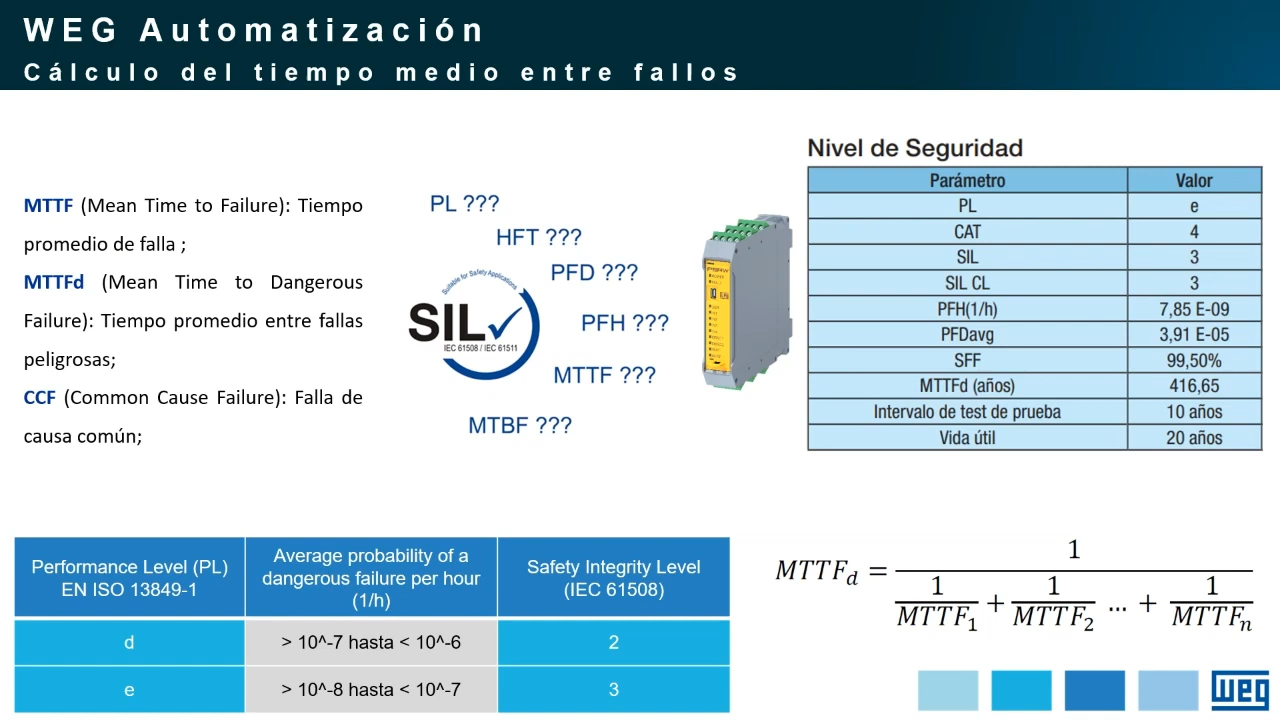 WEG Automatización
Cálculo del tiempo medio entre fallos
MTTF (Mean Time to Failure): Tiempo
promedio de falla ;
MTTFd (Mean Time to Dangerous
Failure): Tiempo promedio entre fallas
peligrosas;
CCF (Common Cause Failure): Falla de
causa común;
PL ???
HFT ???
PFD ???
PFH ???
MTTF ???
MTBF ???
Suitable for Safety Applications
SIL
IEC 61508 / IEC 61511
Nivel de Seguridad
Parámetro Valor
PL e
CAT 4
SIL 3
SIL CL 3
PFH(1/h) 7,85 E-09
PFDavg 3,91 E-05
SFF 99,50%
MTTFd (años) 416,65
Intervalo de test de prueba 10 años
Vida útil 20 años
Performance Level (PL)
EN ISO 13849-1
Average probability of a
dangerous failure per hour
(1/h)
Safety Integrity Level
(IEC 61508)
d > 10^-7 hasta < 10^-6 2
e > 10^-8 hasta < 10^-7 3
MTTFd = 1 / (1/MTTF1 + 1/MTTF2 ... + 1/MTTFn)
weg